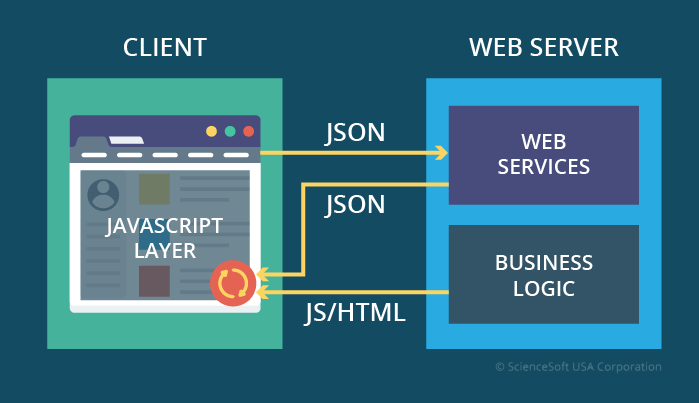 CLIENT
WEB SERVER
JSON
WEB
SERVICES
JSON
JAVASCRIPT
LAYER
BUSINESS
LOGIC
JS/HTML
© ScienceSoft USA Corporation